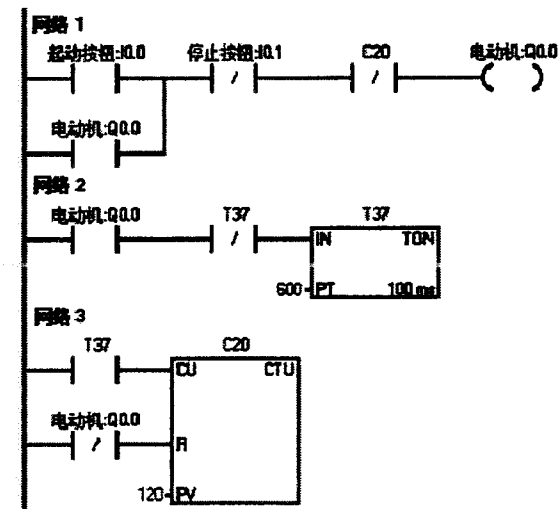 网络 1
起动按钮:I0.0 停止按钮:I0.1 C20 电动机:Q0.0
电动机:Q0.0
网络 2
电动机:Q0.0 T37 T37
IN TON
600 PT 100 ms
网络 3
T37 C20
CU CTU
电动机:Q0.0
R
120 PV